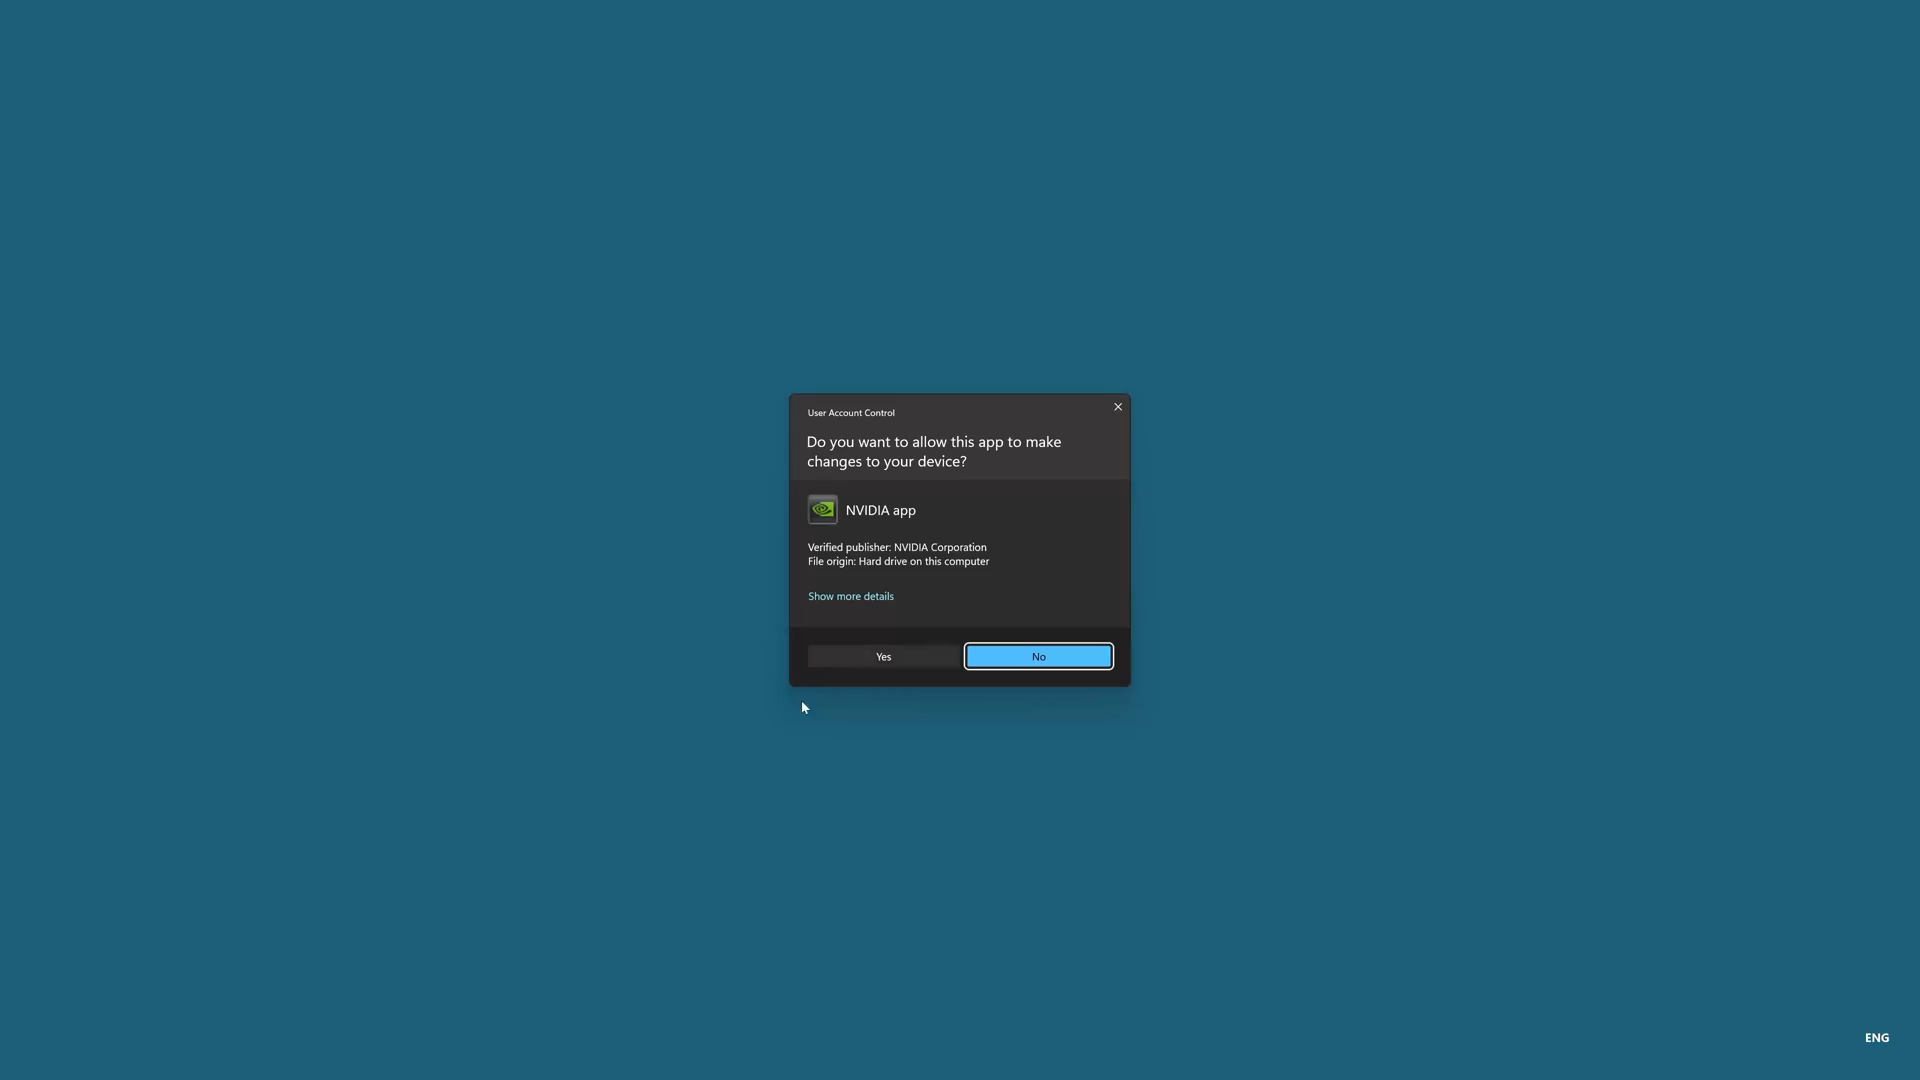 User Account Control
Do you want to allow this app to make
changes to your device?
NVIDIA app
Verified publisher: NVIDIA Corporation
File origin: Hard drive on this computer
Show more details
Yes
No
ENG